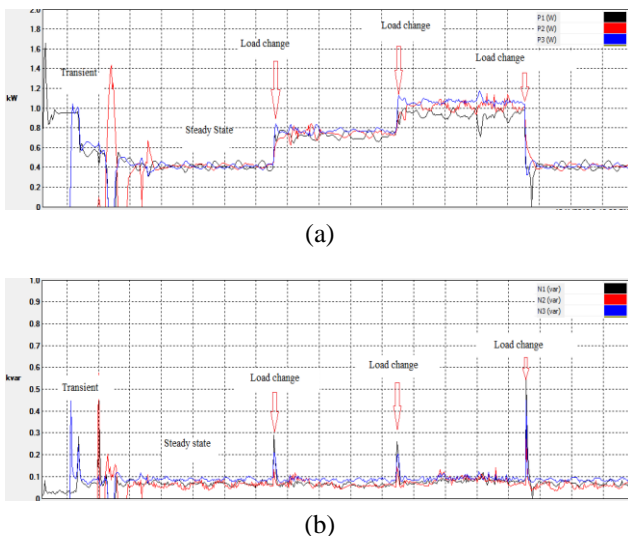 2.0
P1 (W)
1.8
P2 (W)
P3 (W)
1.6
Load change
Load change
Load change
1.4
Transient
1.2
kW
1.0
0.8
Steady State
0.6
0.4
0.2
0
(a)
1.0
N1 (var)
0.9
N2 (var)
N3 (var)
0.8
0.7
Load change
0.6
Load change
Load change
kvar
0.5
Transient
0.4
0.3
Steady state
0.2
0.1
0
(b)